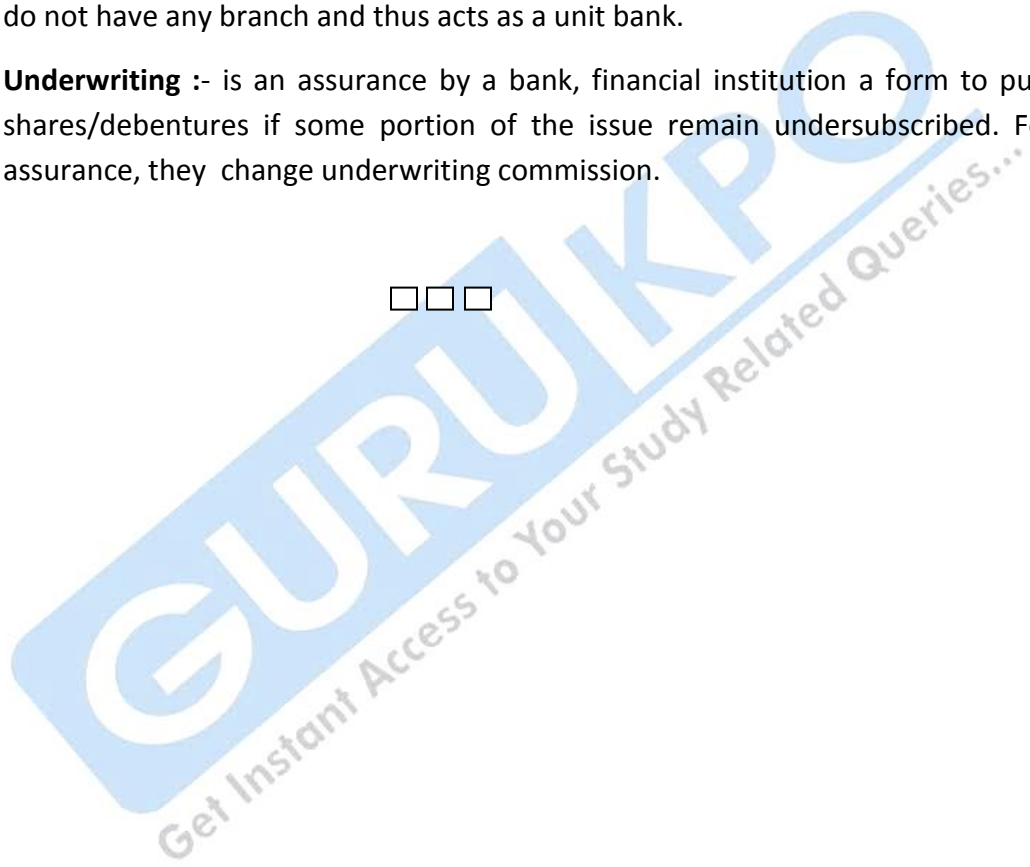 do not have any branch and thus acts as a unit bank.
Underwriting :- is an assurance by a bank, financial institution a form to pu
shares/debentures if some portion of the issue remain undersubscribed. F
assurance, they change underwriting commission.
GURU KPO
Get Instant Access to Your Study Related Queries...